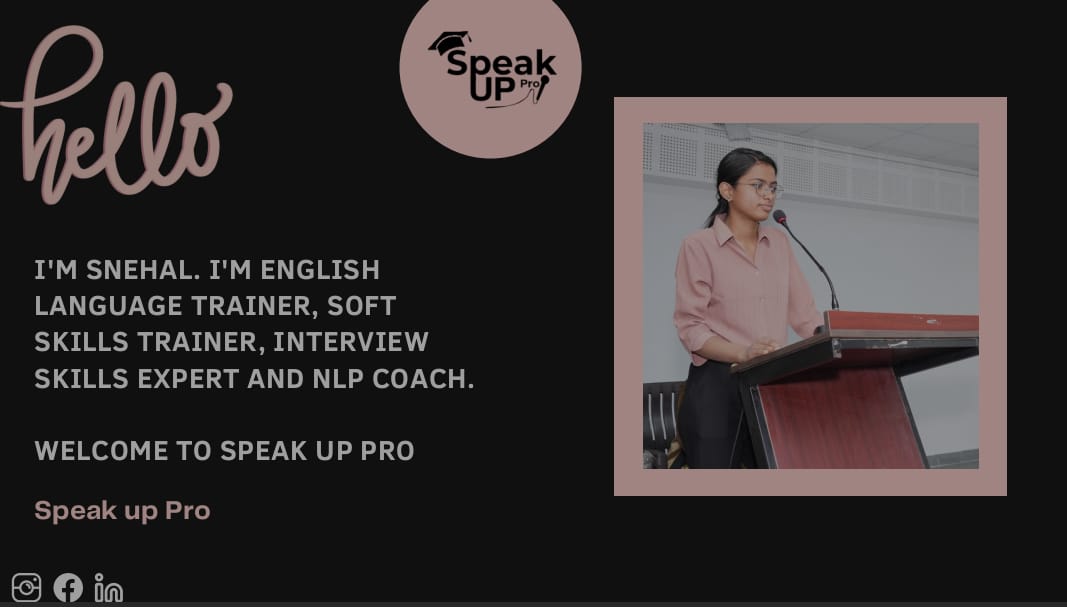 hello
Speak
UP Pro
I'M SNEHAL. I'M ENGLISH
LANGUAGE TRAINER, SOFT
SKILLS TRAINER, INTERVIEW
SKILLS EXPERT AND NLP COACH.
WELCOME TO SPEAK UP PRO
Speak up Pro